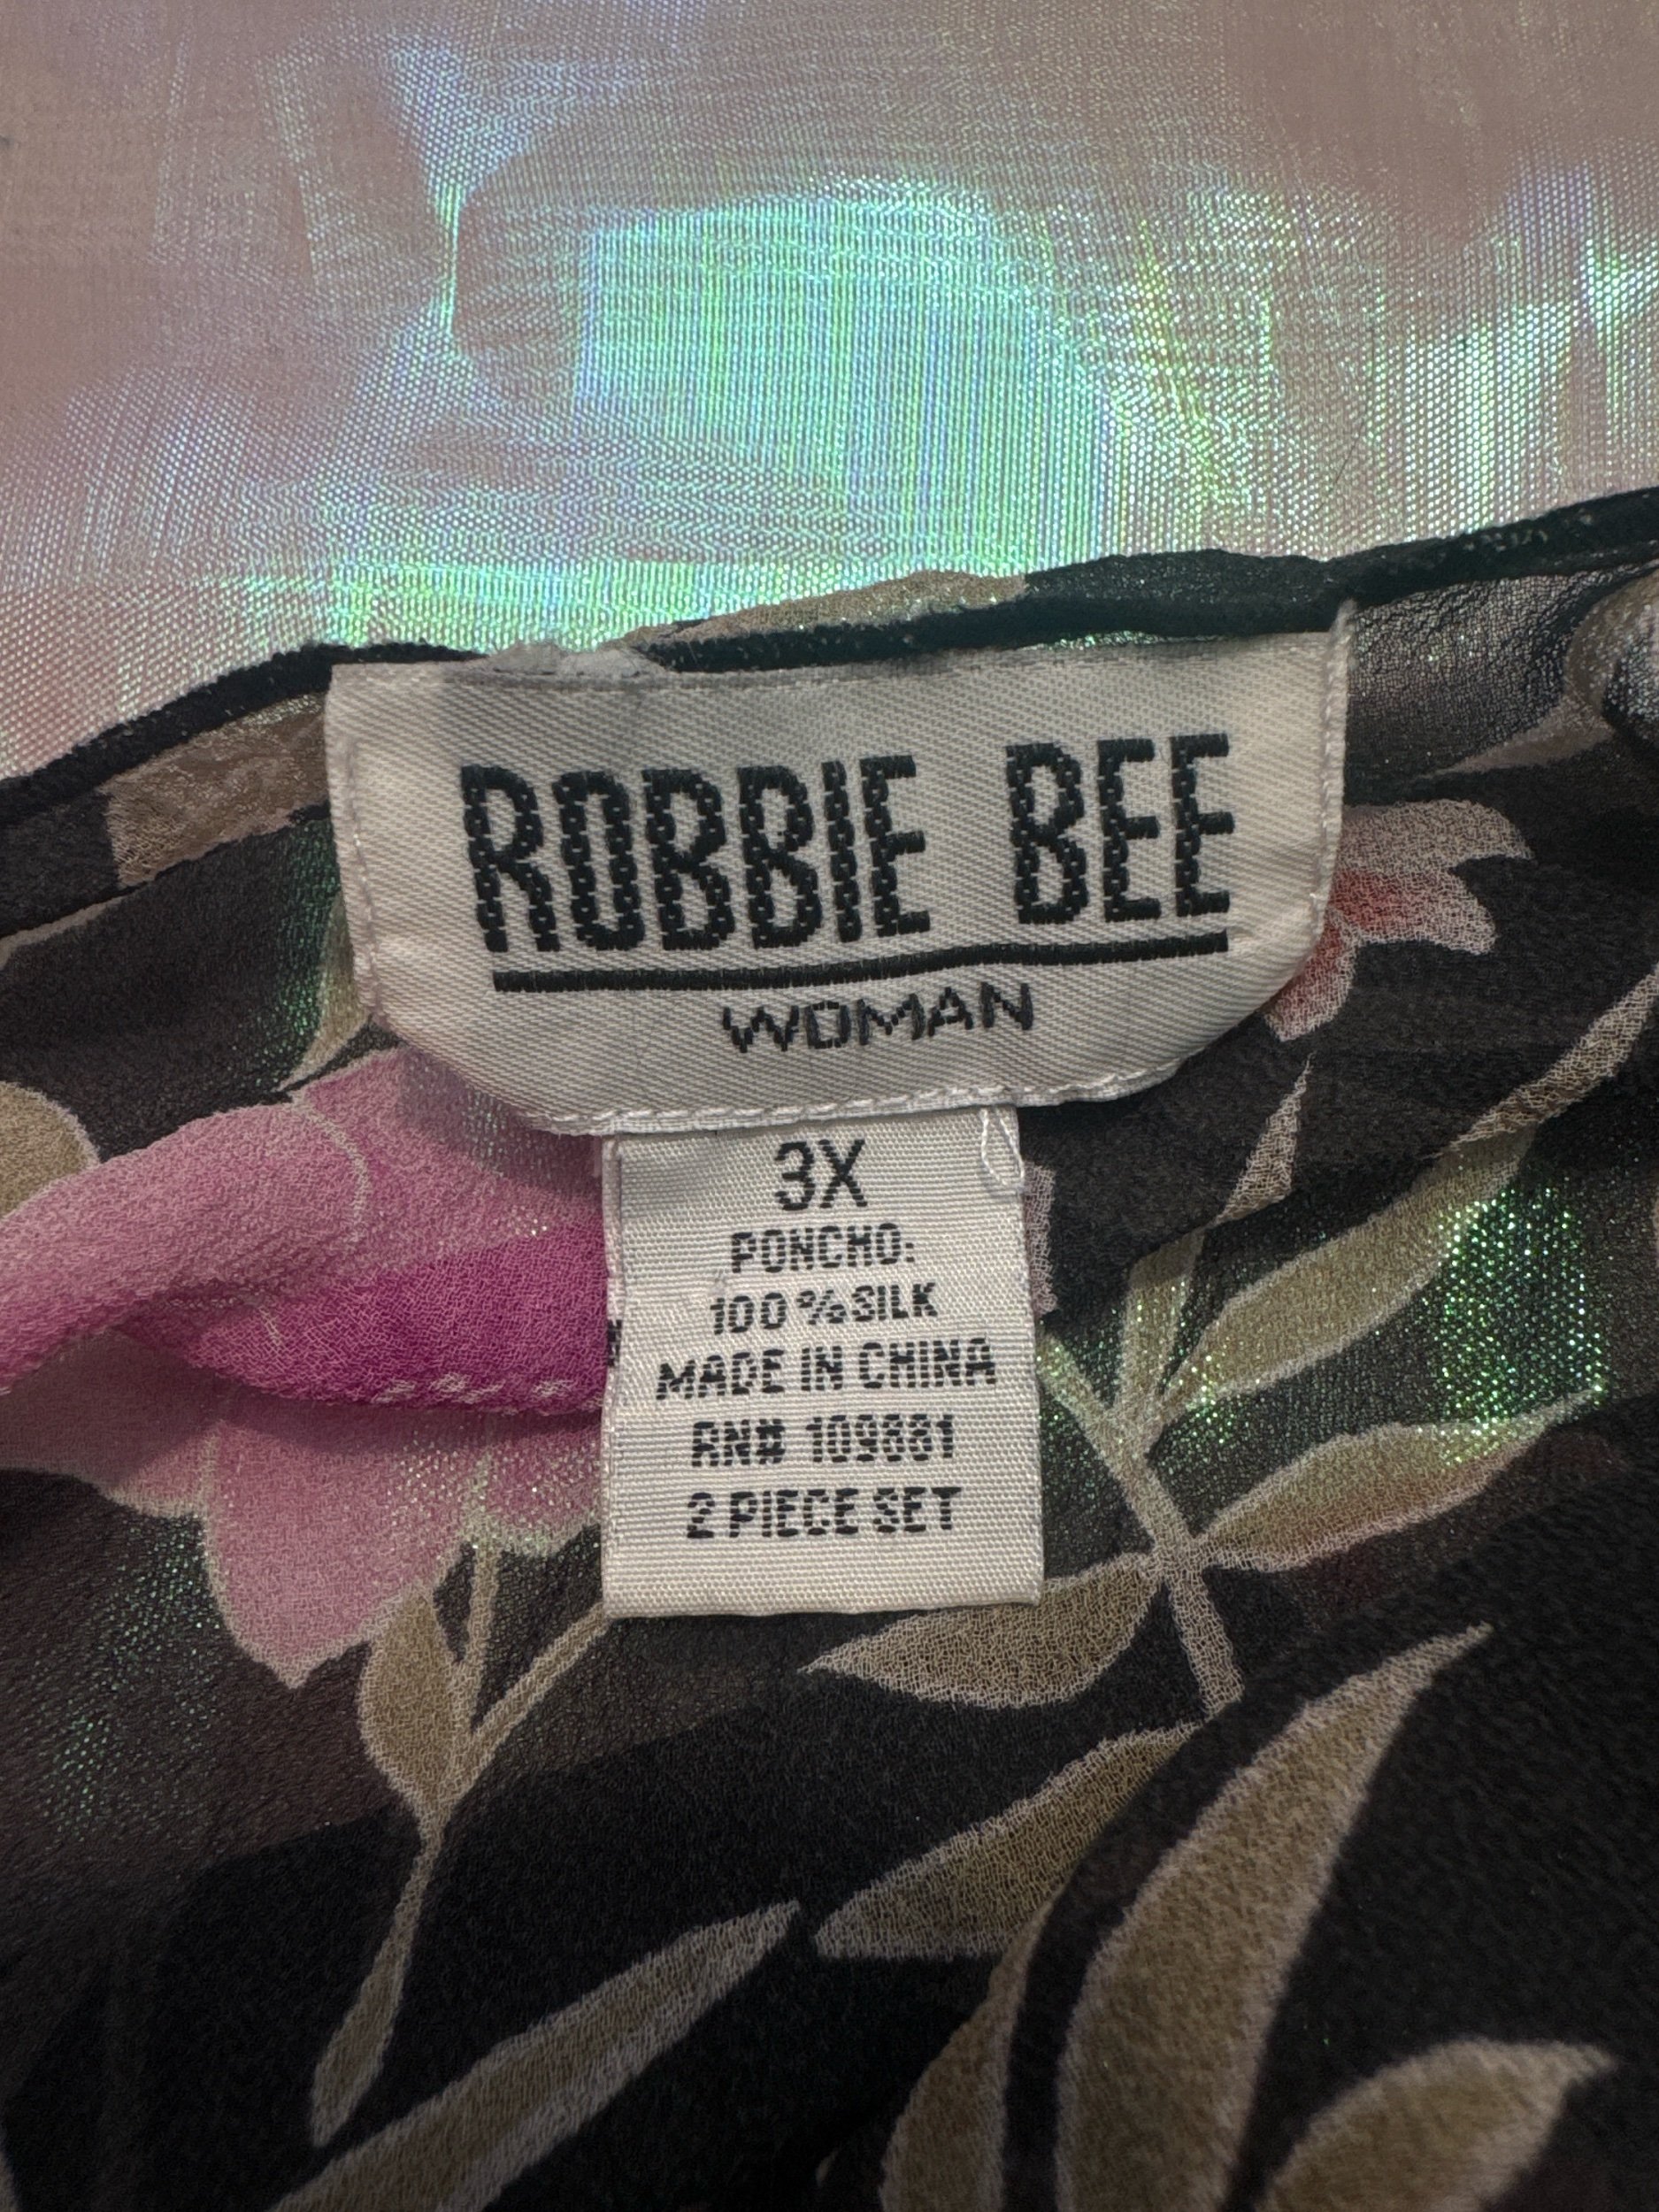 ROBBIE BEE
WOMAN
3X
PONCHO:
100%SILK
MADE IN CHINA
RN# 109881
2 PIECE SET